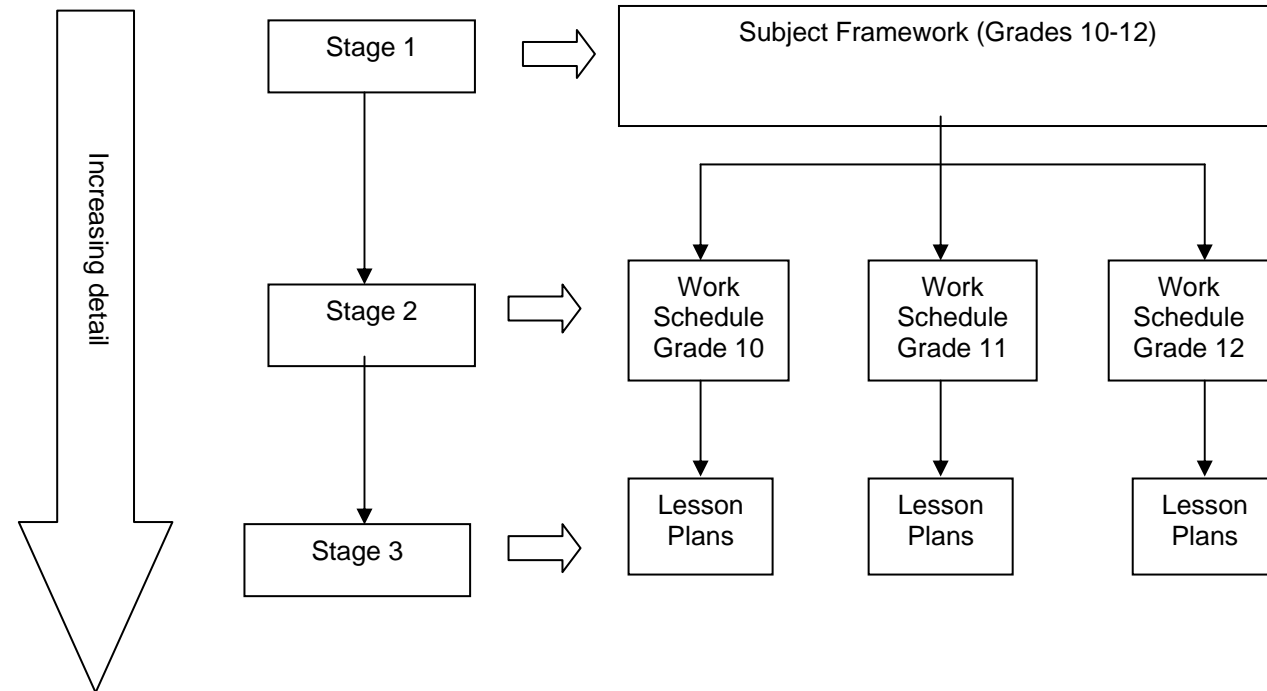 Increasing detail
Stage 1
Subject Framework (Grades 10-12)
Stage 2
Work
Schedule
Grade 10
Work
Schedule
Grade 11
Work
Schedule
Grade 12
Stage 3
Lesson
Plans
Lesson
Plans
Lesson
Plans